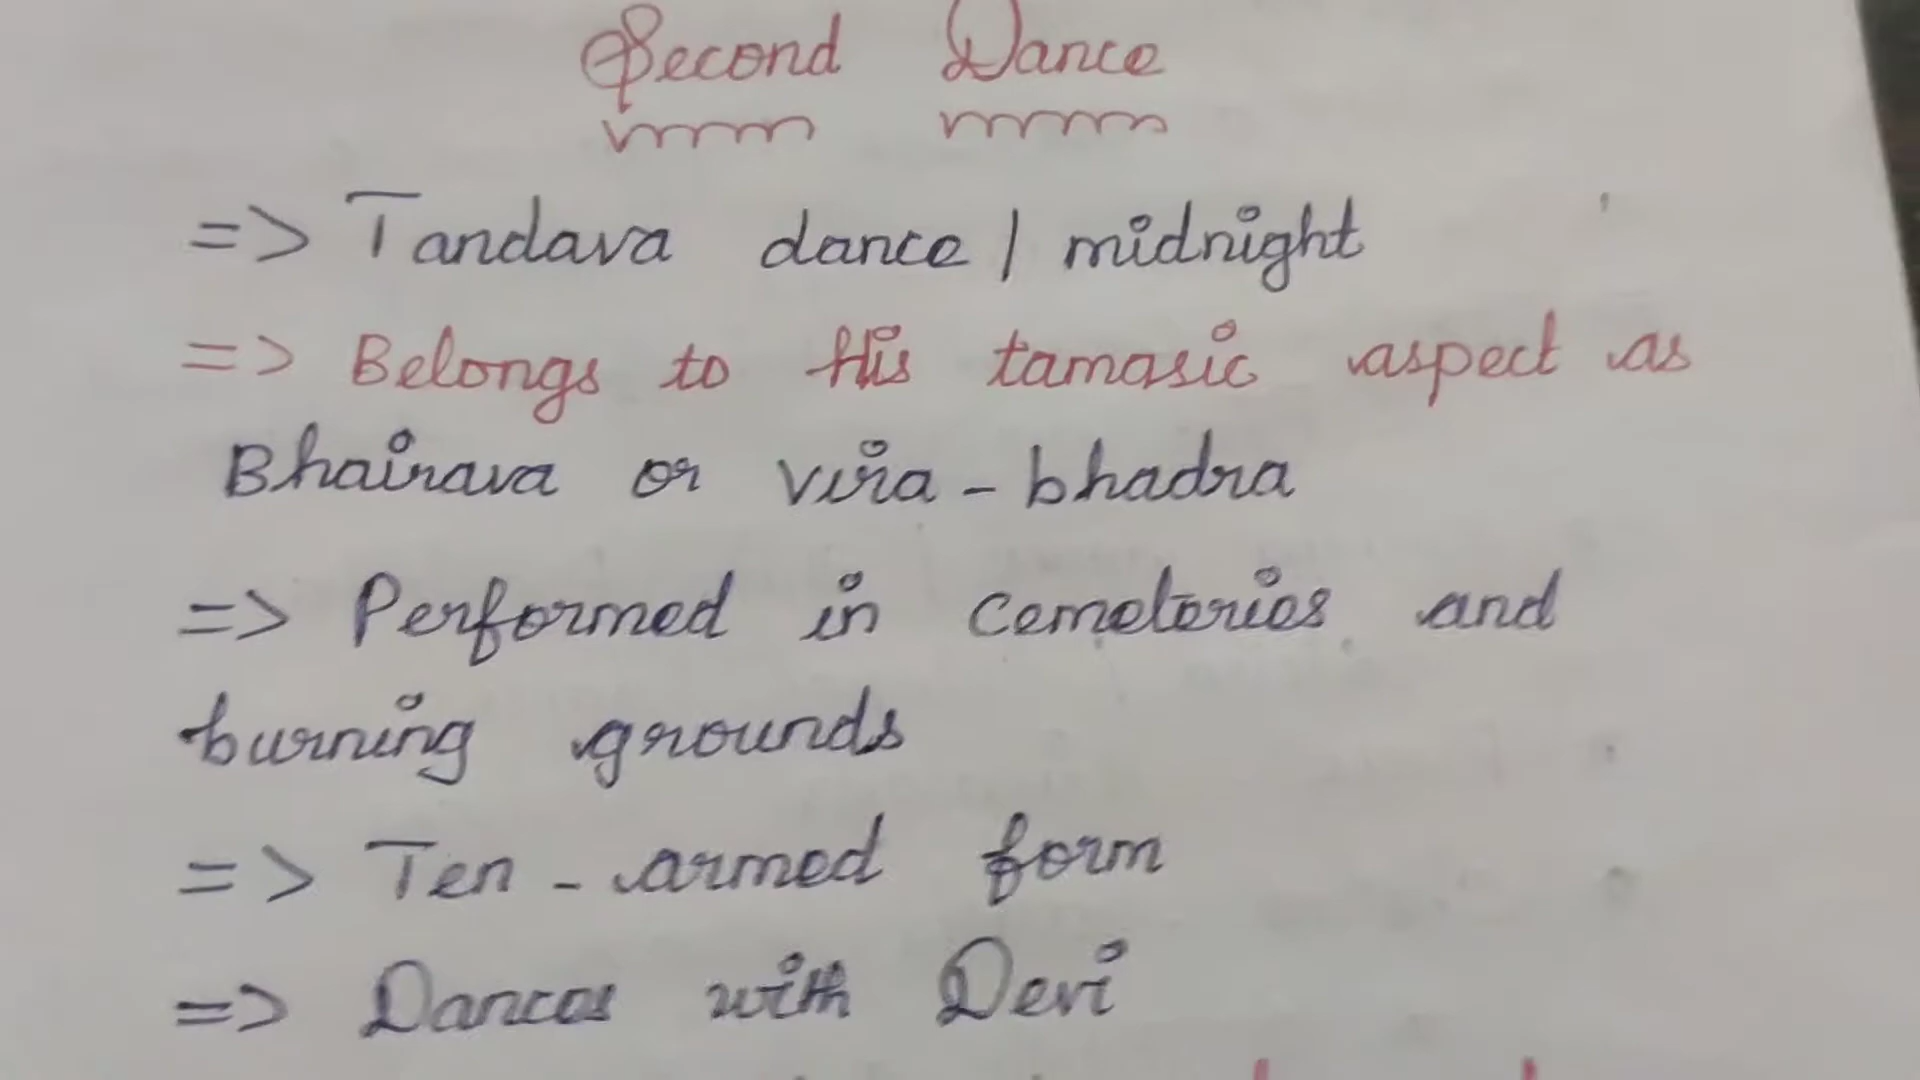 Second Dance
=> Tandava dance / midnight
=> Belongs to His tamasic aspect as
Bhairava or Vira - bhadra
=> Performed in cemeteries and
burning grounds
=> Ten - armed form
=> Dances with Devi